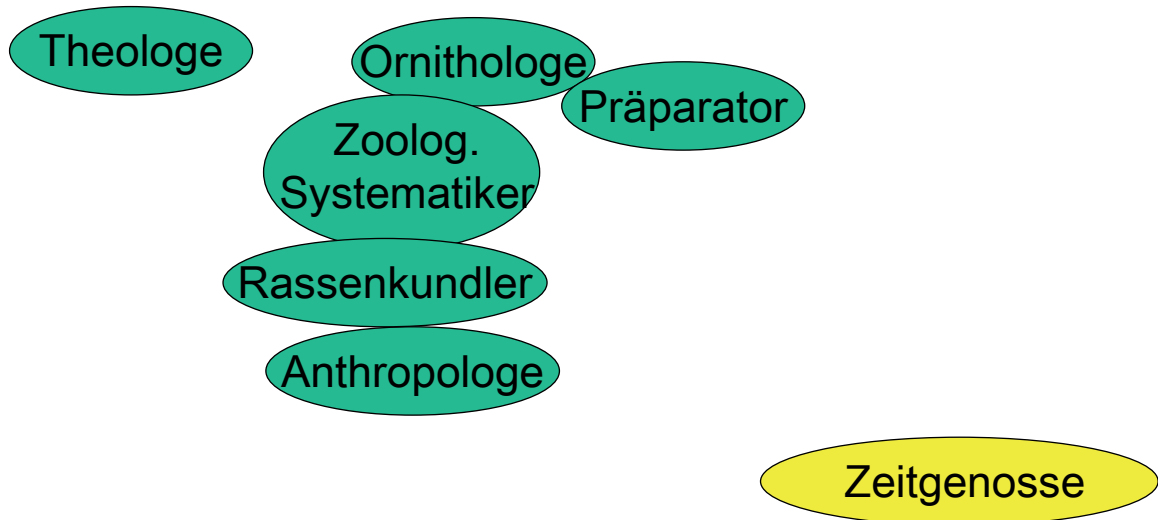 Theologe
Ornithologe
Präparator
Zoolog.
Systematiker
Rassenkundler
Anthropologe
Zeitgenosse